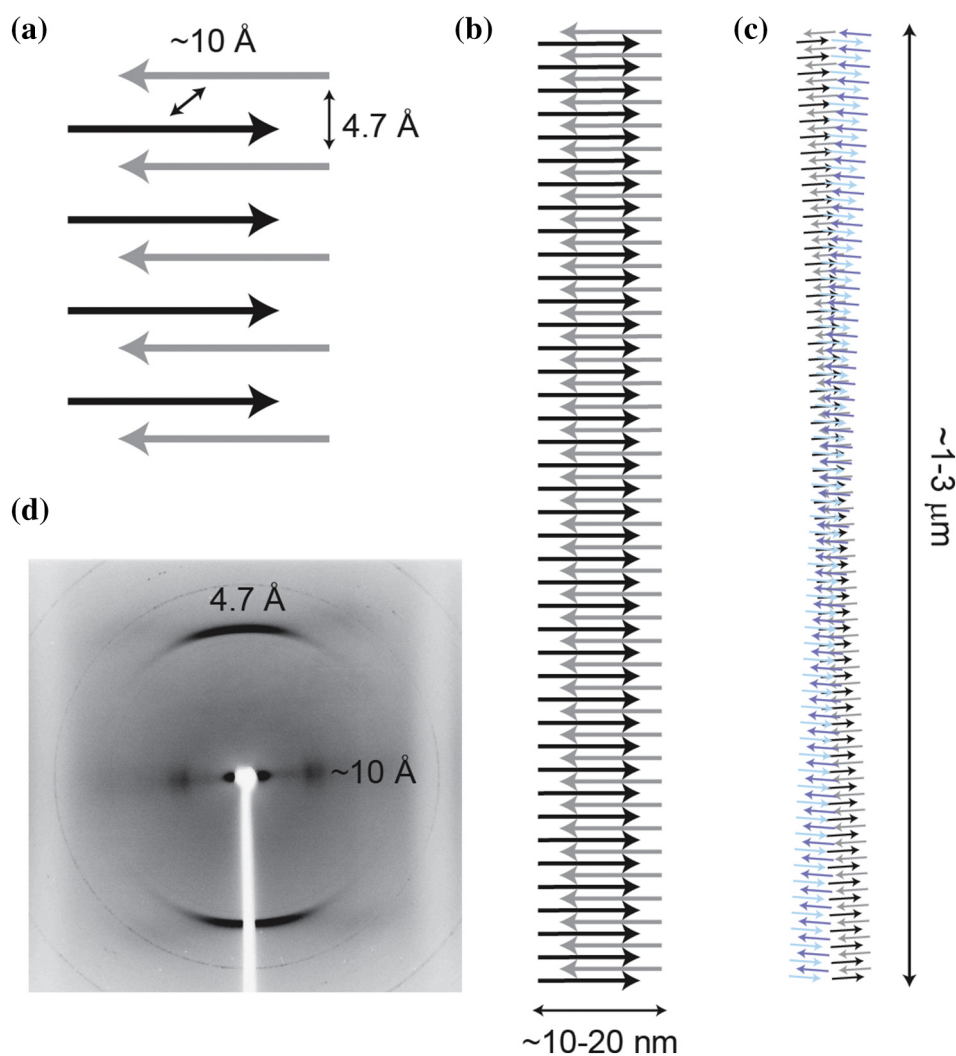 (a)
~10 Å
4.7 Å
(b)
~10-20 nm
(c)
~1-3 μm
(d)
4.7 Å
~10 Å